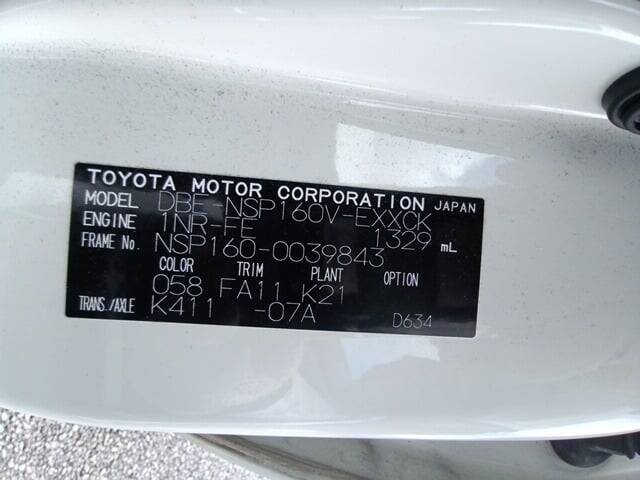 TOYOTA MOTOR CORPORATION JAPAN
MODEL DBE-NSP160V-EXXCK
ENGINE 1NR-FE 1329 mL
FRAME No. NSP160-0039843
COLOR TRIM PLANT OPTION
058 FA11 K21
TRANS./AXLE K411 -07A D634